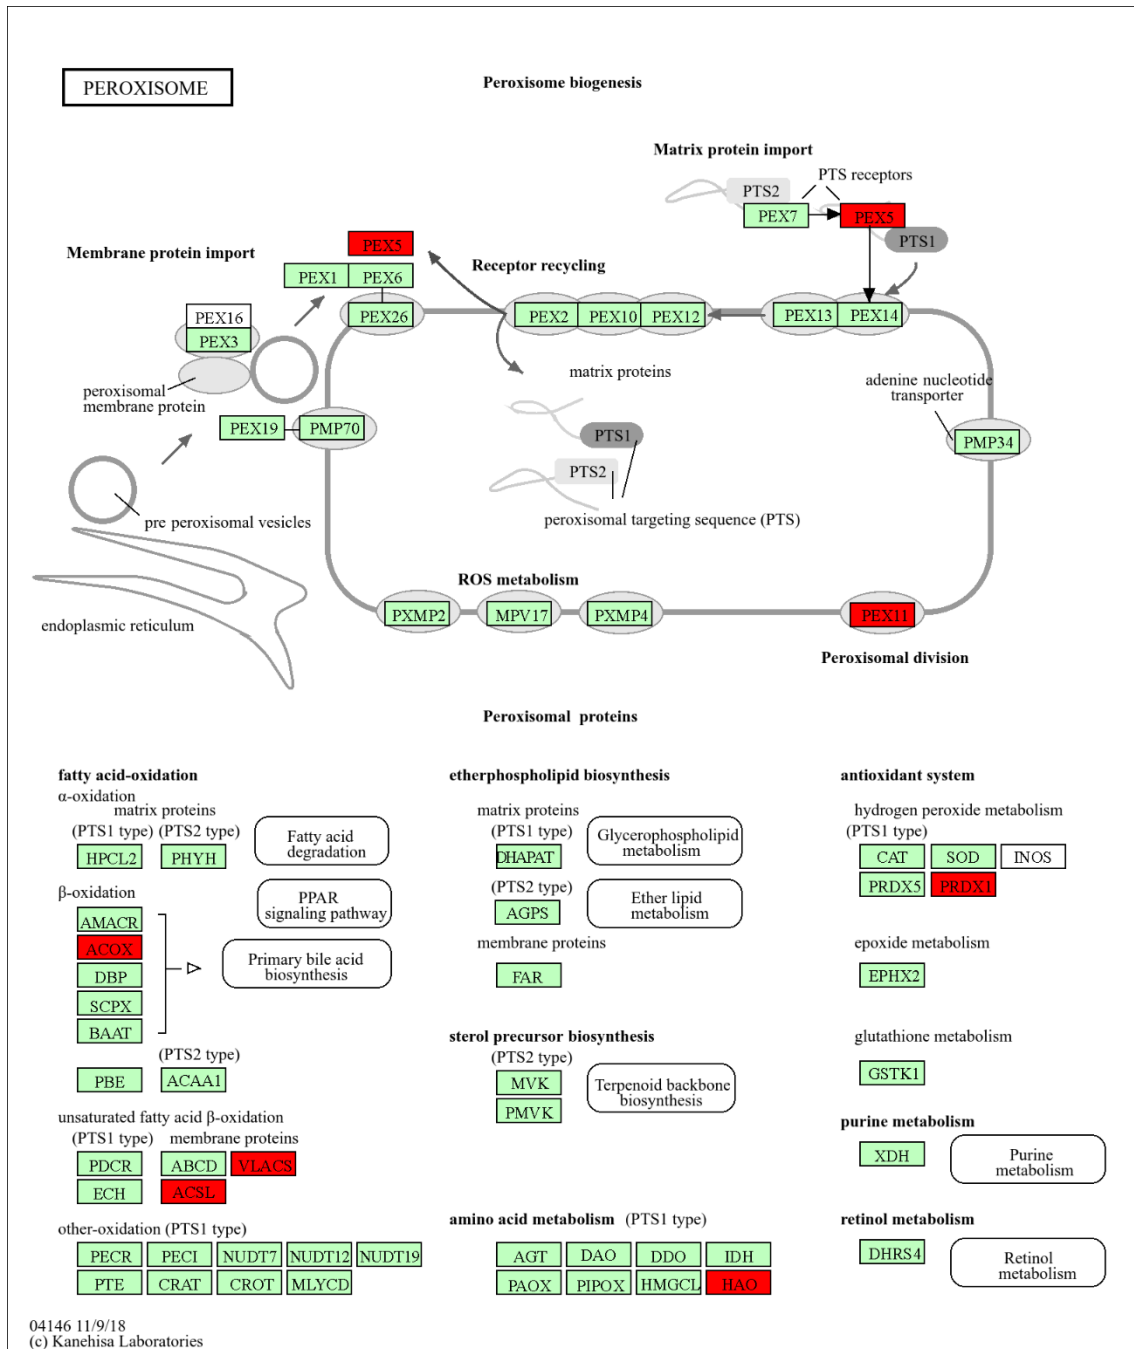 PEROXISOME
Peroxisome biogenesis
Matrix protein import
PTS2
PTS receptors
PEX7
PEX5
PTS1
Membrane protein import
PEX5
Receptor recycling
PEX1
PEX6
PEX16
PEX3
PEX26
PEX2
PEX10
PEX12
PEX13
PEX14
peroxisomal
membrane protein
matrix proteins
adenine nucleotide
transporter
PEX19
PMP70
PTS1
PMP34
PTS2
pre peroxisomal vesicles
peroxisomal targeting sequence (PTS)
ROS metabolism
endoplasmic reticulum
PXMP2
MPV17
PXMP4
PEX11
Peroxisomal division
Peroxisomal proteins
fatty acid-oxidation
α-oxidation
matrix proteins
(PTS1 type) (PTS2 type)
HPCL2
PHYH
Fatty acid
degradation
β-oxidation
PPAR
signaling pathway
AMACR
ACOX
DBP
SCPX
BAAT
Primary bile acid
biosynthesis
(PTS2 type)
PBE
ACAA1
unsaturated fatty acid β-oxidation
(PTS1 type) membrane proteins
PDCR
ABCD
VLACS
ECH
ACSL
other-oxidation (PTS1 type)
PECR
PECI
NUDT7
NUDT12
NUDT19
PTE
CRAT
CROT
MLYCD
etherphospholipid biosynthesis
matrix proteins
(PTS1 type)
DHAPAT
Glycerophospholipid
metabolism
(PTS2 type)
AGPS
Ether lipid
metabolism
membrane proteins
FAR
sterol precursor biosynthesis
(PTS2 type)
MVK
PMVK
Terpenoid backbone
biosynthesis
amino acid metabolism (PTS1 type)
AGT
DAO
DDO
IDH
PAOX
PIPOX
HMGCL
HAO
antioxidant system
hydrogen peroxide metabolism
(PTS1 type)
CAT
SOD
INOS
PRDX5
PRDX1
epoxide metabolism
EPHX2
glutathione metabolism
GSTK1
purine metabolism
XDH
Purine
metabolism
retinol metabolism
DHRS4
Retinol
metabolism
04146 11/9/18
(c) Kanehisa Laboratories